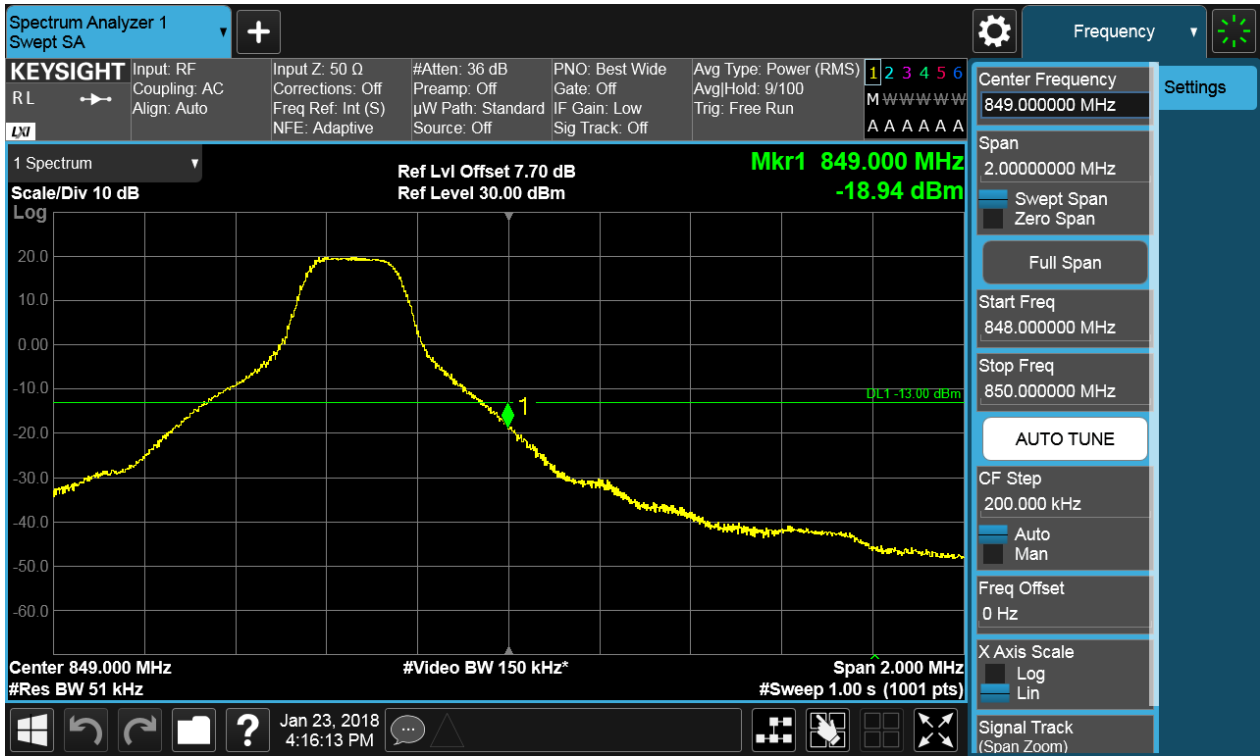 Spectrum Analyzer 1
Swept SA
+
Frequency
KEYSIGHT
R L
LXI
Input: RF
Coupling: AC
Align: Auto
Input Z: 50 Ω
Corrections: Off
Freq Ref: Int (S)
NFE: Adaptive
#Atten: 36 dB
Preamp: Off
µW Path: Standard
Source: Off
PNO: Best Wide
Gate: Off
IF Gain: Low
Sig Track: Off
Avg Type: Power (RMS)
Avg|Hold: 9/100
Trig: Free Run
1 2 3 4 5 6
M W W W W W
A A A A A A
1 Spectrum
Scale/Div 10 dB
Log
Ref Lvl Offset 7.70 dB
Ref Level 30.00 dBm
Mkr1 849.000 MHz
-18.94 dBm
20.0
10.0
0.00
-10.0
-20.0
-30.0
-40.0
-50.0
-60.0
DL1 -13.00 dBm
1
Center 849.000 MHz
#Res BW 51 kHz
#Video BW 150 kHz*
Span 2.000 MHz
#Sweep 1.00 s (1001 pts)
Settings
Center Frequency
849.000000 MHz
Span
2.00000000 MHz
Swept Span
Zero Span
Full Span
Start Freq
848.000000 MHz
Stop Freq
850.000000 MHz
AUTO TUNE
CF Step
200.000 kHz
Auto
Man
Freq Offset
0 Hz
X Axis Scale
Log
Lin
Signal Track
(Span Zoom)
?
Jan 23, 2018
4:16:13 PM